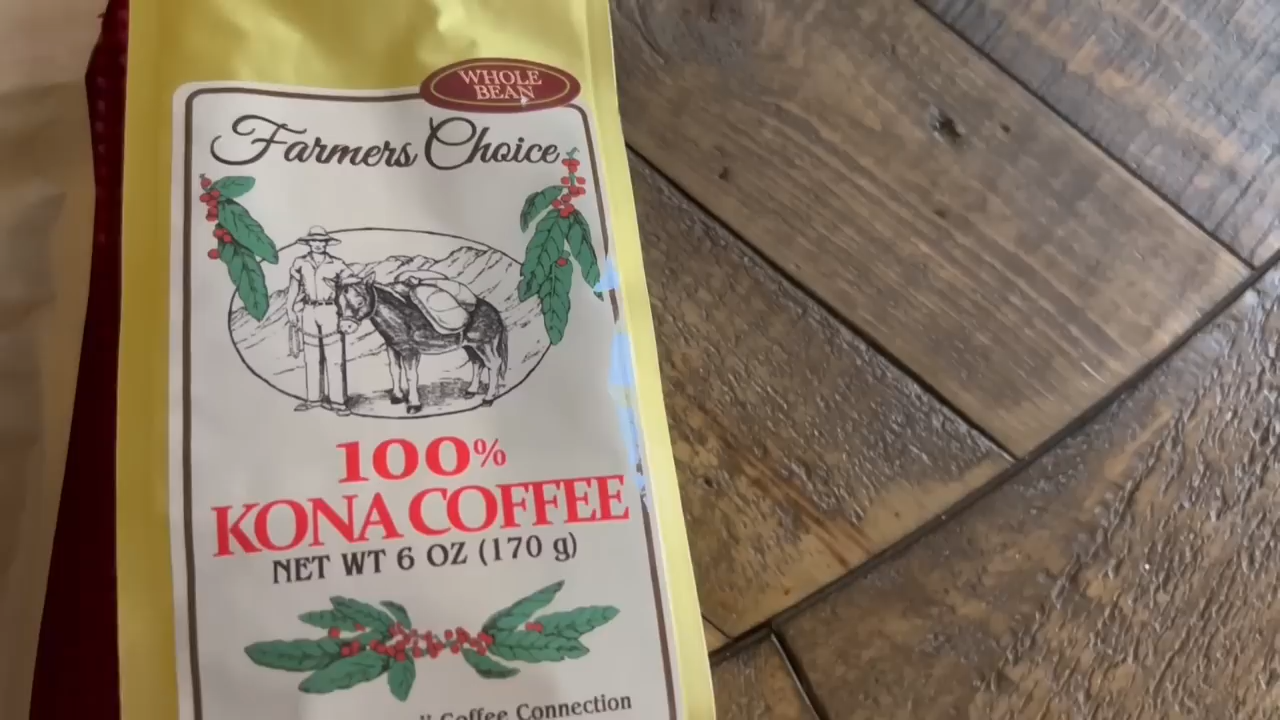 WHOLE
BEAN
Farmers Choice
100%
KONA COFFEE
NET WT 6 OZ (170 g)
Coffee Connection